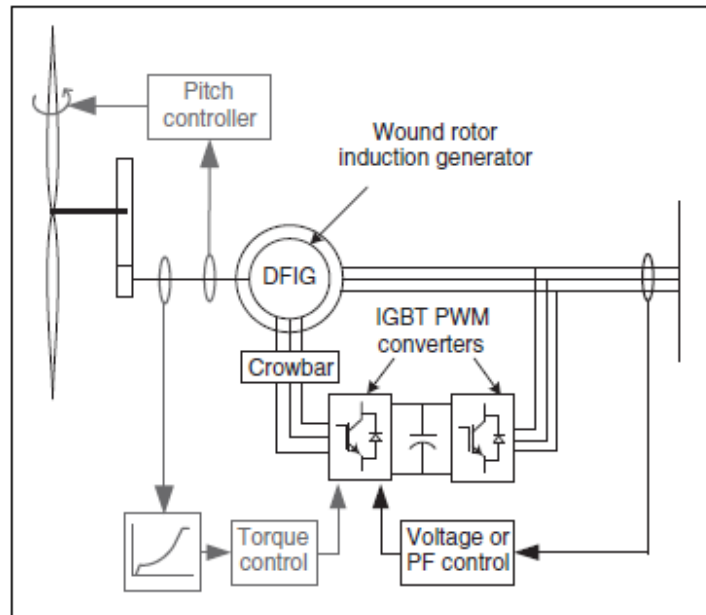 Pitch
controller
Wound rotor
induction generator
DFIG
IGBT PWM
converters
Crowbar
Torque
control
Voltage or
PF control